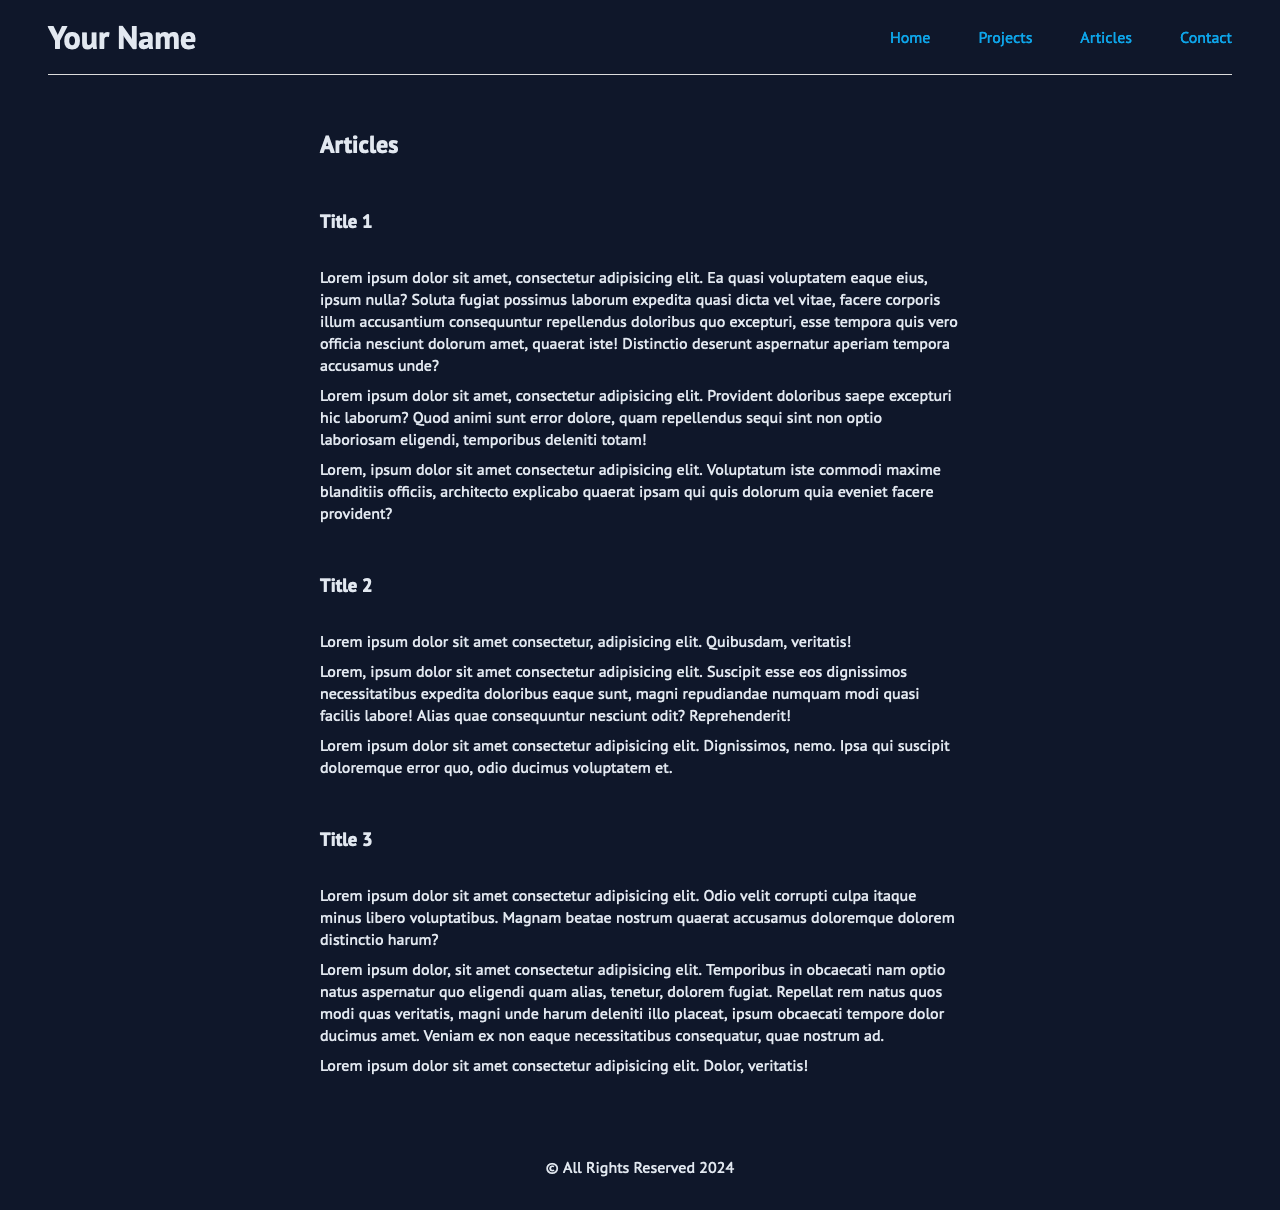 Your Name
Home Projects Articles Contact
Articles
Title 1
Lorem ipsum dolor sit amet, consectetur adipisicing elit. Ea quasi voluptatem eaque eius,
ipsum nulla? Soluta fugiat possimus laborum expedita quasi dicta vel vitae, facere corporis
illum accusantium consequuntur repellendus doloribus quo excepturi, esse tempora quis vero
officia nesciunt dolorum amet, quaerat iste! Distinctio deserunt aspernatur aperiam tempora
accusamus unde?
Lorem ipsum dolor sit amet, consectetur adipisicing elit. Provident doloribus saepe excepturi
hic laborum? Quod animi sunt error dolore, quam repellendus sequi sint non optio
laboriosam eligendi, temporibus deleniti totam!
Lorem, ipsum dolor sit amet consectetur adipisicing elit. Voluptatum iste commodi maxime
blanditiis officiis, architecto explicabo quaerat ipsam qui quis dolorum quia eveniet facere
provident?
Title 2
Lorem ipsum dolor sit amet consectetur, adipisicing elit. Quibusdam, veritatis!
Lorem, ipsum dolor sit amet consectetur adipisicing elit. Suscipit esse eos dignissimos
necessitatibus expedita doloribus eaque sunt, magni repudiandae numquam modi quasi
facilis labore! Alias quae consequuntur nesciunt odit? Reprehenderit!
Lorem ipsum dolor sit amet consectetur adipisicing elit. Dignissimos, nemo. Ipsa qui suscipit
doloremque error quo, odio ducimus voluptatem et.
Title 3
Lorem ipsum dolor sit amet consectetur adipisicing elit. Odio velit corrupti culpa itaque
minus libero voluptatibus. Magnam beatae nostrum quaerat accusamus doloremque dolorem
distinctio harum?
Lorem ipsum dolor, sit amet consectetur adipisicing elit. Temporibus in obcaecati nam optio
natus aspernatur quo eligendi quam alias, tenetur, dolorem fugiat. Repellat rem natus quos
modi quas veritatis, magni unde harum deleniti illo placeat, ipsum obcaecati tempore dolor
ducimus amet. Veniam ex non eaque necessitatibus consequatur, quae nostrum ad.
Lorem ipsum dolor sit amet consectetur adipisicing elit. Dolor, veritatis!
© All Rights Reserved 2024